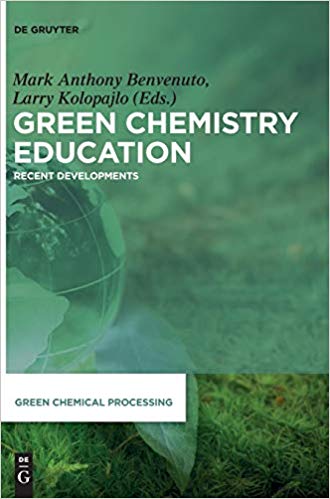 DE GRUYTER
Mark Anthony Benvenuto,
Larry Kolopajlo (Eds.)
GREEN CHEMISTRY
EDUCATION
RECENT DEVELOPMENTS
GREEN CHEMICAL PROCESSING
DE
G